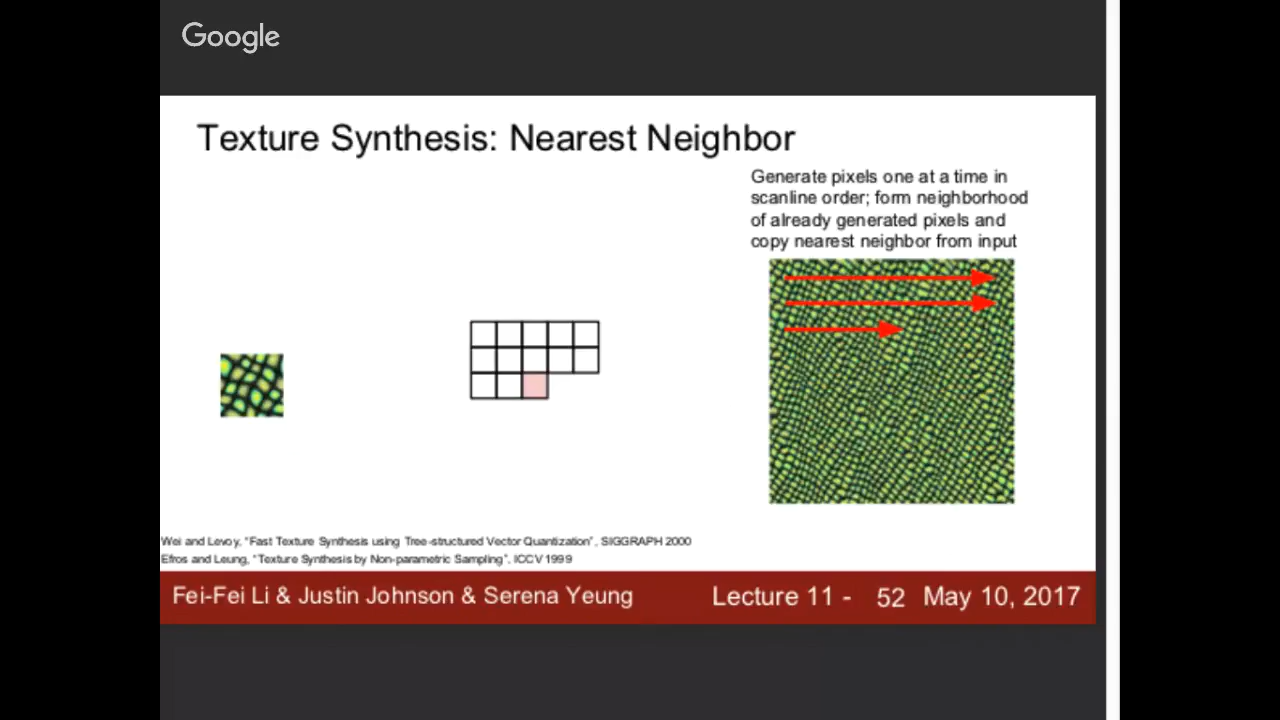 Google
Texture Synthesis: Nearest Neighbor
Generate pixels one at a time in
scanline order; form neighborhood
of already generated pixels and
copy nearest neighbor from input
Wei and Levoy, "Fast Texture Synthesis using Tree-structured Vector Quantization", SIGGRAPH 2000
Efros and Leung, "Texture Synthesis by Non-parametric Sampling", ICCV 1999
Fei-Fei Li & Justin Johnson & Serena Yeung Lecture 11 - 52 May 10, 2017